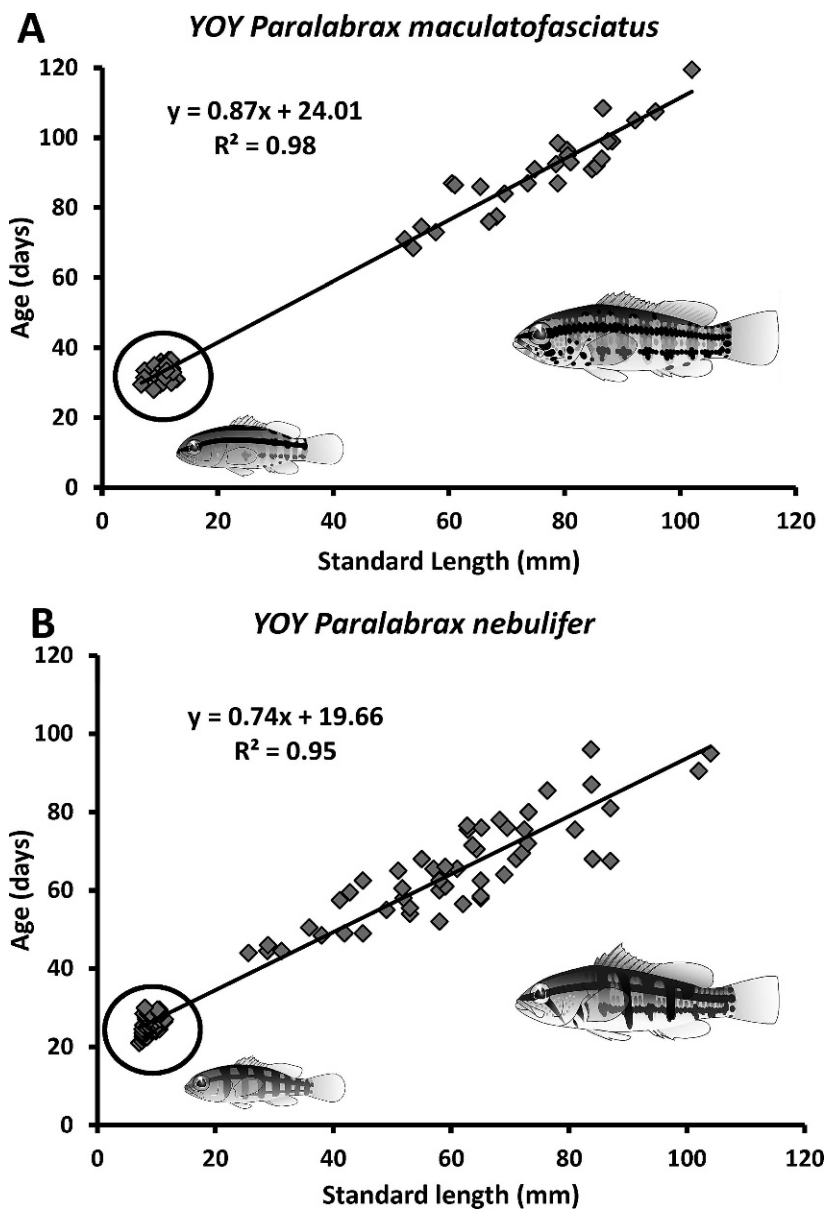 A
YOY Paralabrax maculatofasciatus
120
100
80
60
40
20
0
Age (days)
y = 0.87x + 24.01
R² = 0.98
0 20 40 60 80 100 120
Standard Length (mm)
B
YOY Paralabrax nebulifer
120
100
80
60
40
20
0
Age (days)
y = 0.74x + 19.66
R² = 0.95
0 20 40 60 80 100 120
Standard length (mm)